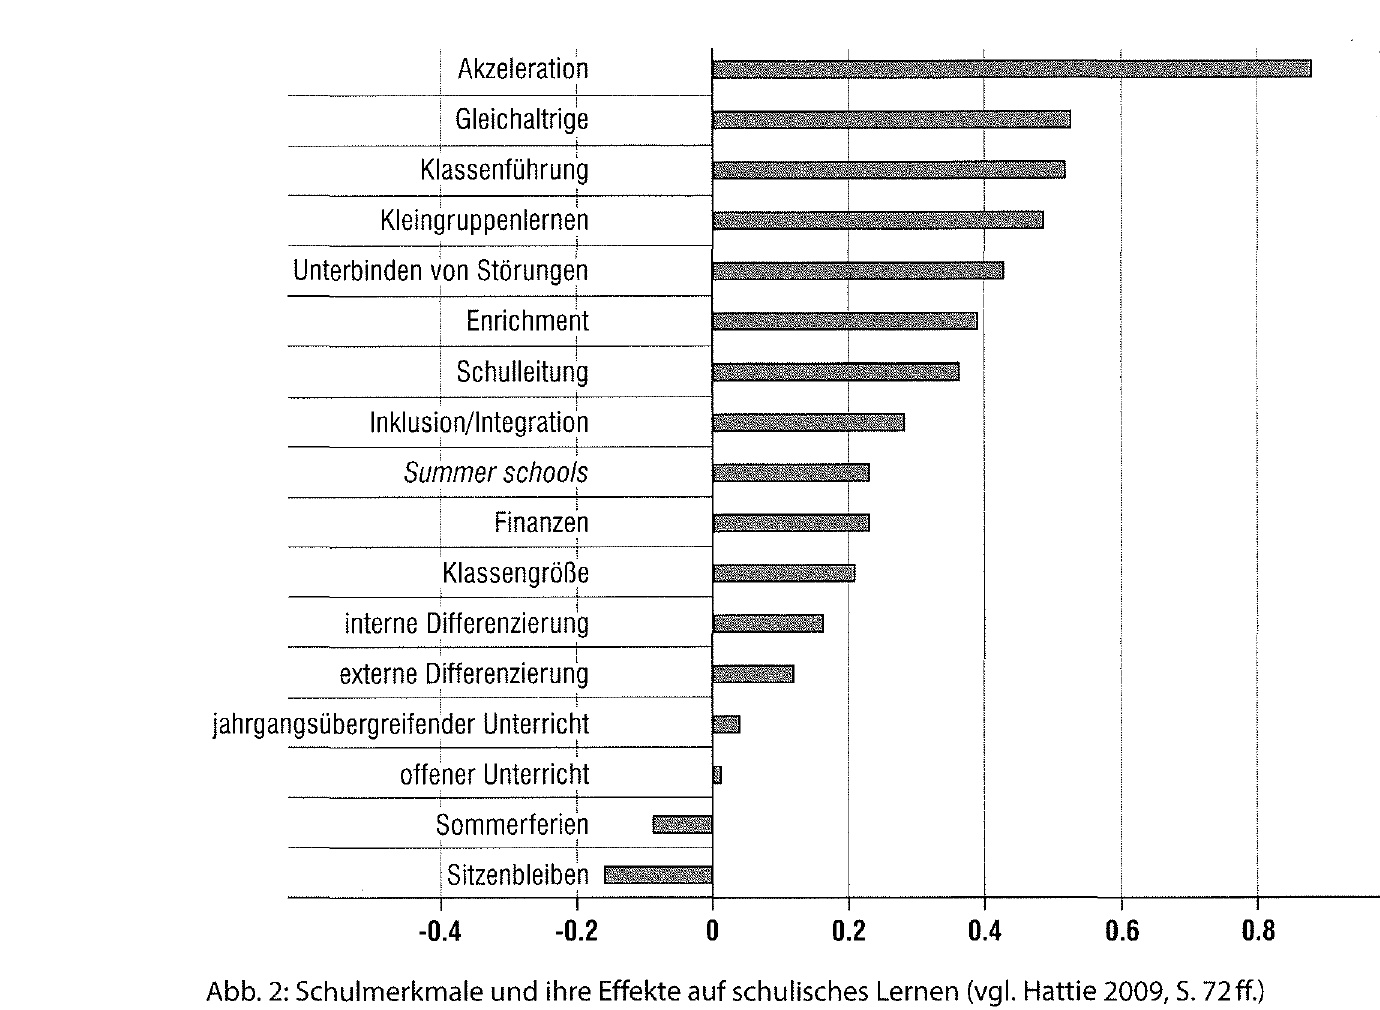 Akzeleration
Gleichaltrige
Klassenführung
Kleingruppenlernen
Unterbinden von Störungen
Enrichment
Schulleitung
Inklusion/Integration
Summer schools
Finanzen
Klassengröße
interne Differenzierung
externe Differenzierung
jahrgangsübergreifender Unterricht
offener Unterricht
Sommerferien
Sitzenbleiben
-0.4 -0.2 0 0.2 0.4 0.6 0.8
Abb. 2: Schulmerkmale und ihre Effekte auf schulisches Lernen (vgl. Hattie 2009, S. 72 ff.)